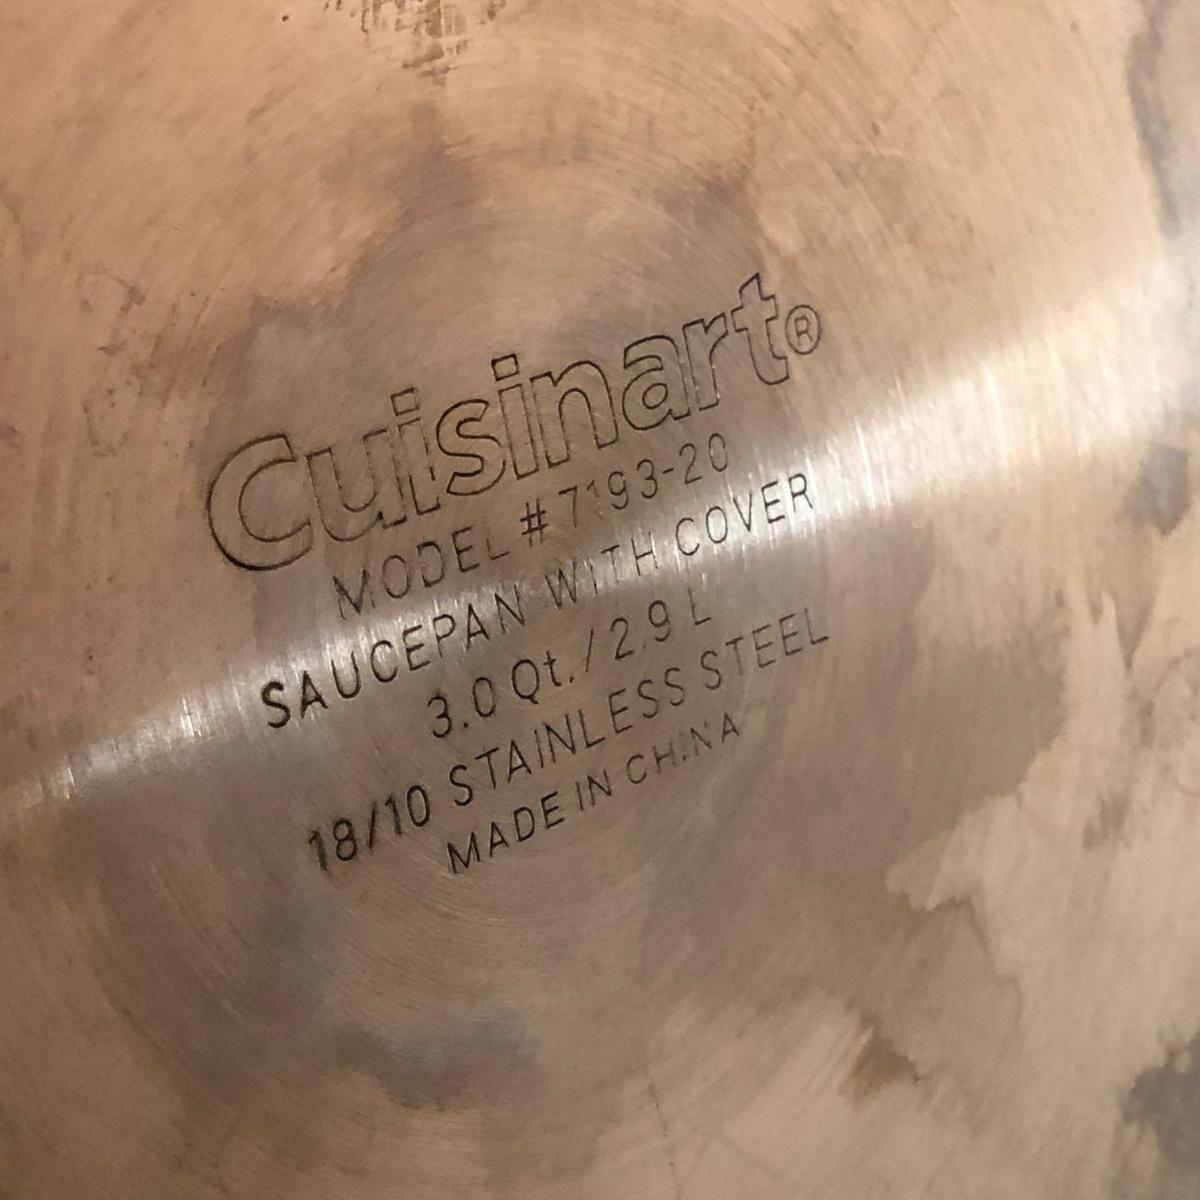 Cuisinart®
MODEL # 7193-20
SAUCEPAN WITH COVER
3.0 Qt. / 2.9 L
18/10 STAINLESS STEEL
MADE IN CHINA